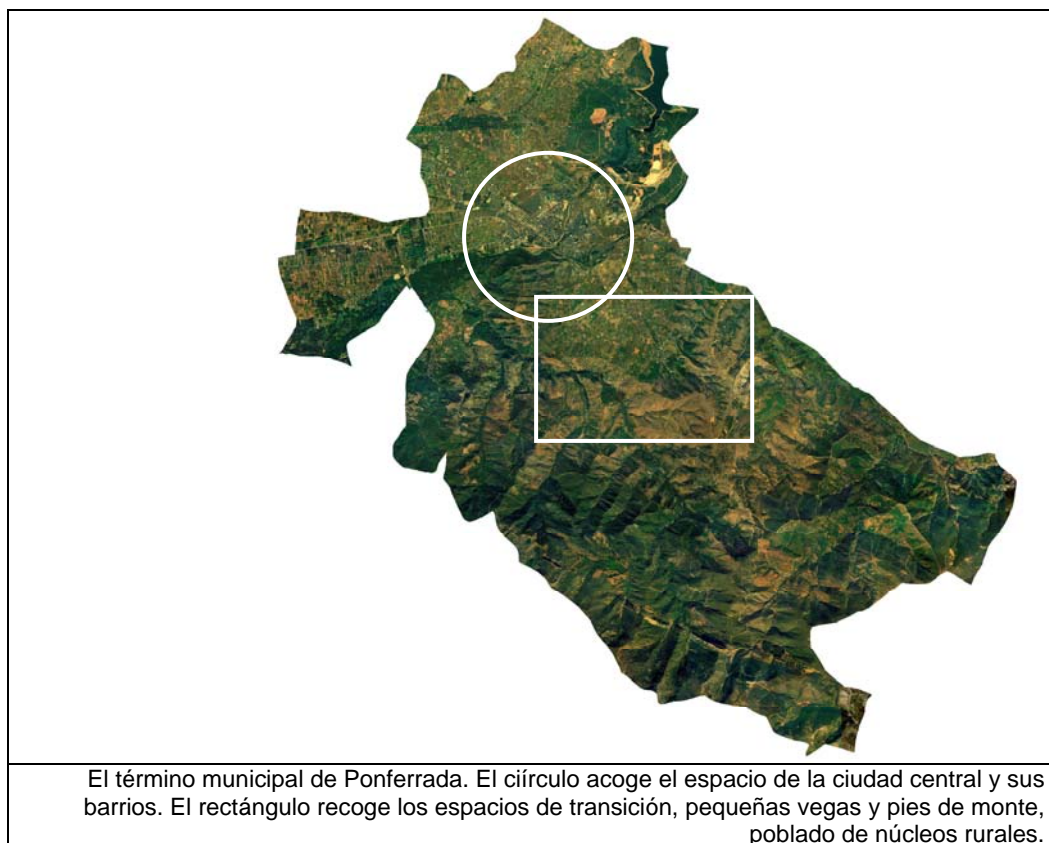 El término municipal de Ponferrada. El ciírculo acoge el espacio de la ciudad central y sus
barrios. El rectángulo recoge los espacios de transición, pequeñas vegas y pies de monte,
poblado de núcleos rurales.